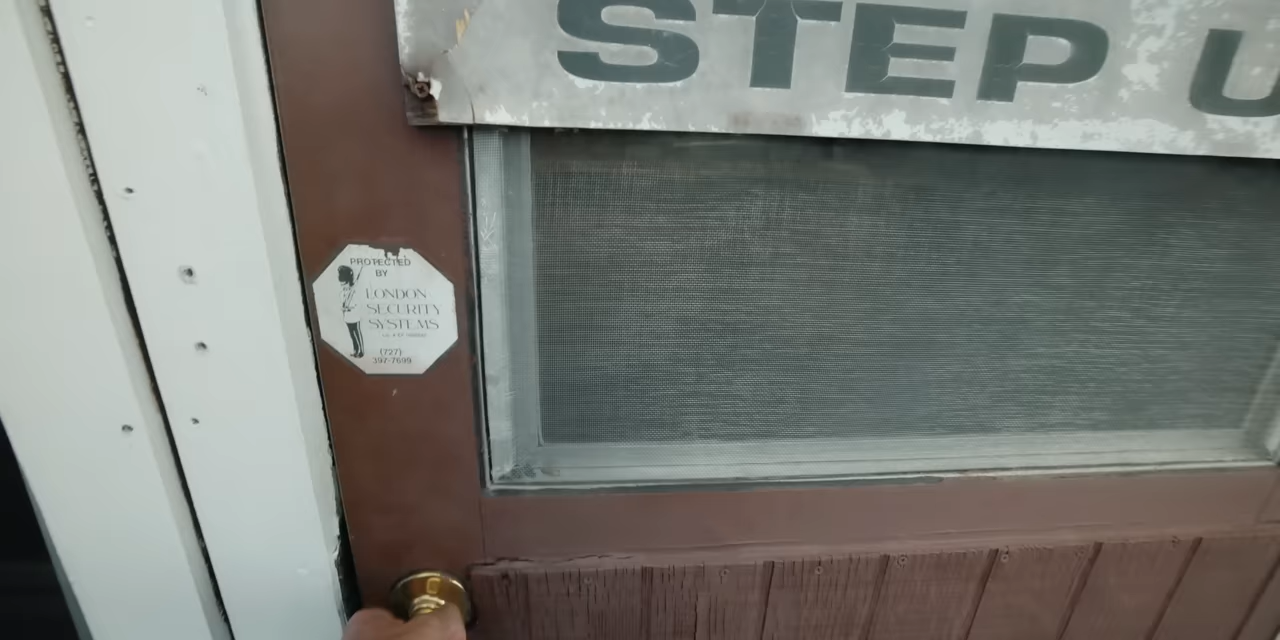 STEP U
PROTECTED
BY
LONDON
SECURITY
SYSTEMS
(727)
397-7699